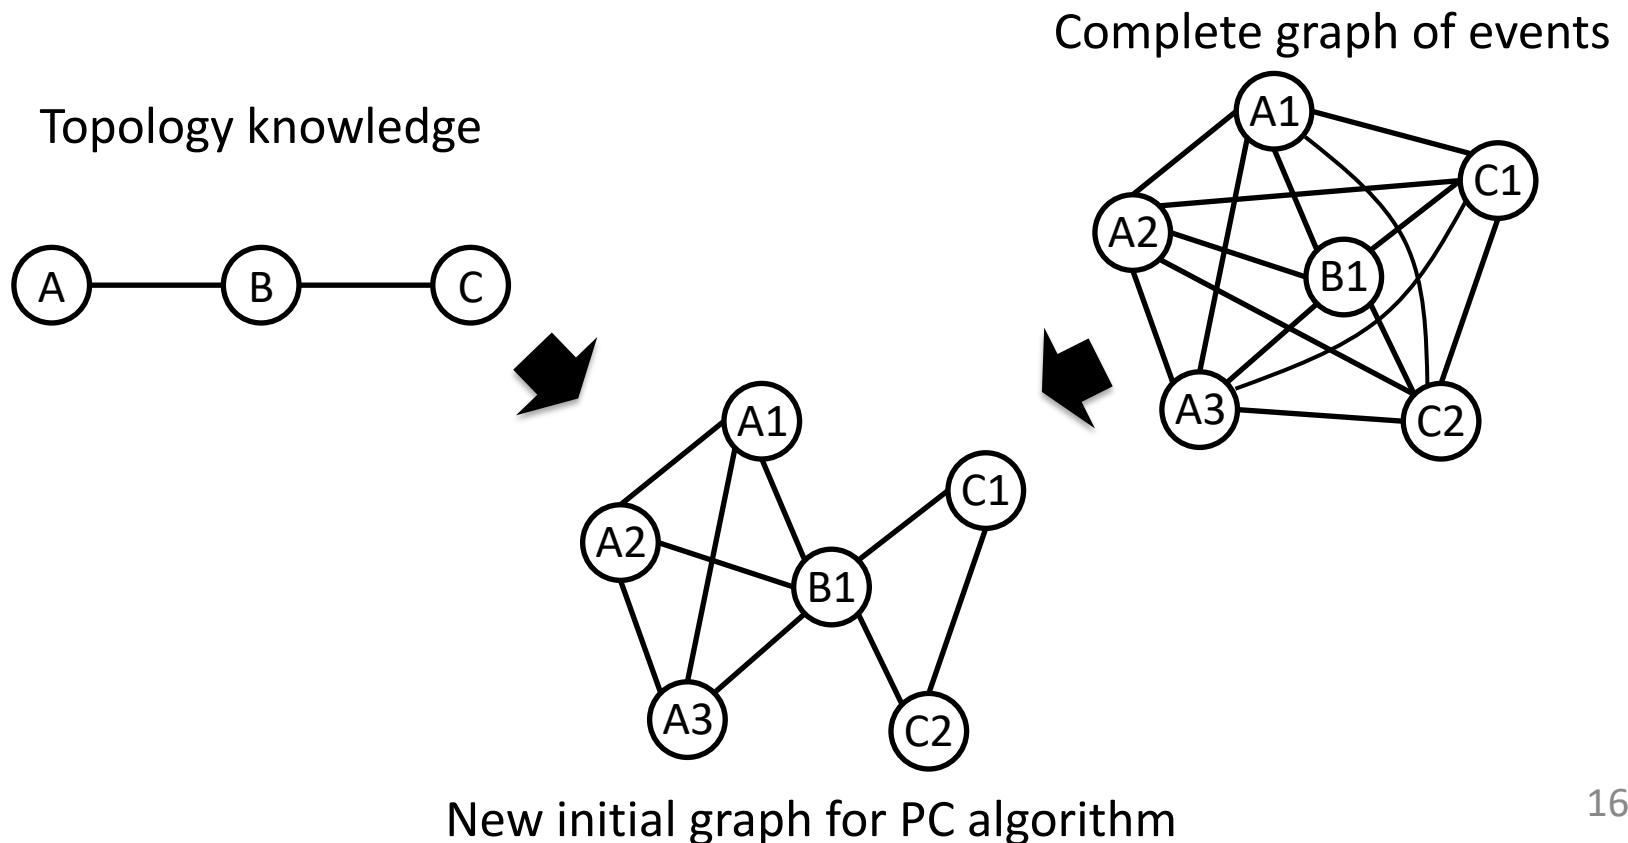 Complete graph of events
Topology knowledge
A1
C1
A2
B1
A3
C2
A
B
C
A1
C1
A2
B1
A3
C2
New initial graph for PC algorithm
16